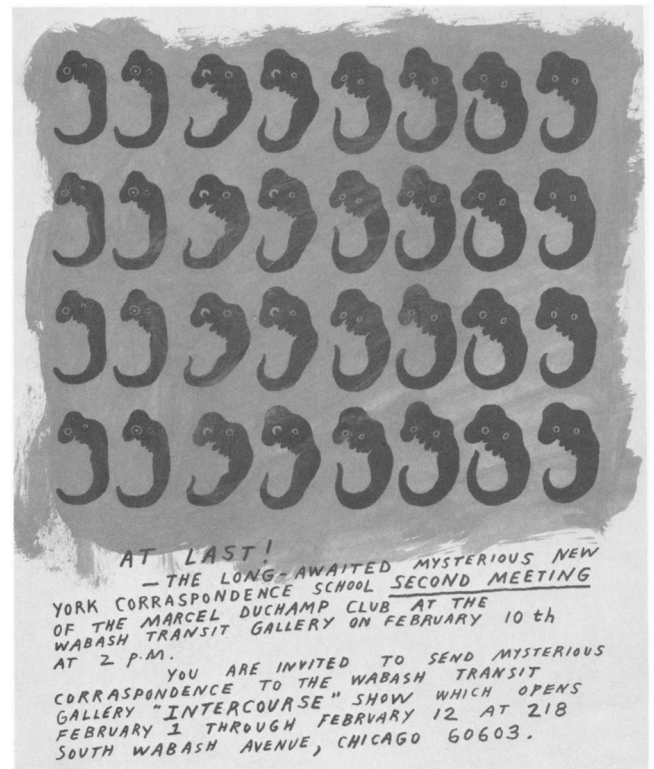 AT LAST!
—THE LONG-AWAITED MYSTERIOUS NEW
YORK CORRASPONDENCE SCHOOL SECOND MEETING
OF THE MARCEL DUCHAMP CLUB AT THE
WABASH TRANSIT GALLERY ON FEBRUARY 10th
AT 2 P.M.
YOU ARE INVITED TO SEND MYSTERIOUS
CORRASPONDENCE TO THE WABASH TRANSIT
GALLERY "INTERCOURSE" SHOW WHICH OPENS
FEBRUARY 1 THROUGH FEBRUARY 12 AT 218
SOUTH WABASH AVENUE, CHICAGO 60603.